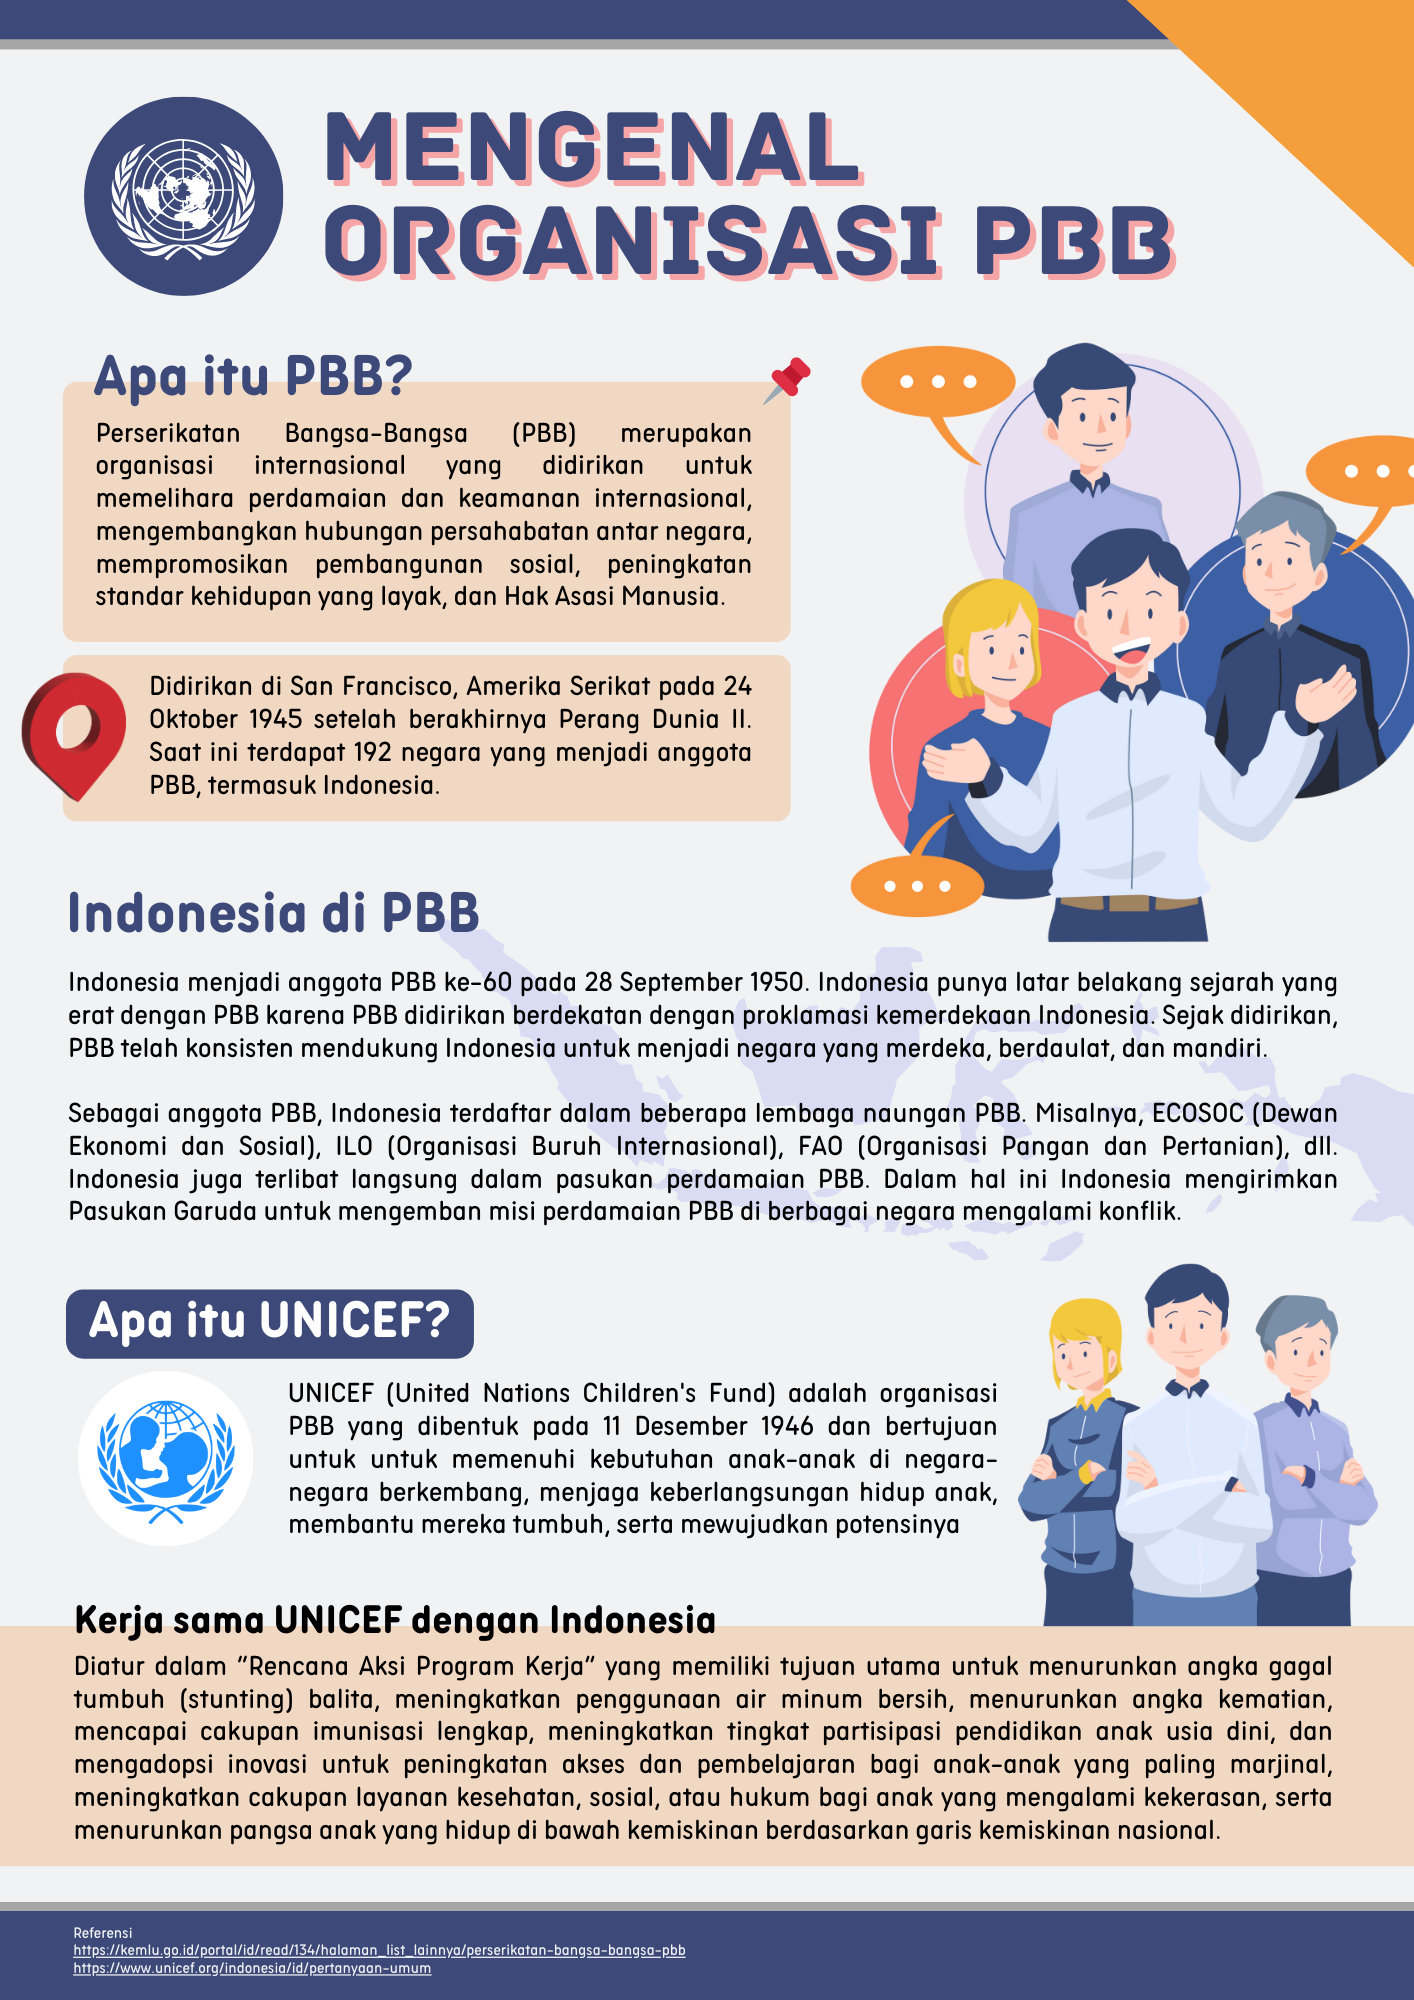 MENGENAL
ORGANISASI PBB
Apa itu PBB?
Perserikatan Bangsa-Bangsa (PBB) merupakan
organisasi internasional yang didirikan untuk
memelihara perdamaian dan keamanan internasional,
mengembangkan hubungan persahabatan antar negara,
mempromosikan pembangunan sosial, peningkatan
standar kehidupan yang layak, dan Hak Asasi Manusia.
Didirikan di San Francisco, Amerika Serikat pada 24
Oktober 1945 setelah berakhirnya Perang Dunia II.
Saat ini terdapat 192 negara yang menjadi anggota
PBB, termasuk Indonesia.
Indonesia di PBB
Indonesia menjadi anggota PBB ke-60 pada 28 September 1950. Indonesia punya latar belakang sejarah yang
erat dengan PBB karena PBB didirikan berdekatan dengan proklamasi kemerdekaan Indonesia. Sejak didirikan,
PBB telah konsisten mendukung Indonesia untuk menjadi negara yang merdeka, berdaulat, dan mandiri.
Sebagai anggota PBB, Indonesia terdaftar dalam beberapa lembaga naungan PBB. Misalnya, ECOSOC (Dewan
Ekonomi dan Sosial), ILO (Organisasi Buruh Internasional), FAO (Organisasi Pangan dan Pertanian), dll.
Indonesia juga terlibat langsung dalam pasukan perdamaian PBB. Dalam hal ini Indonesia mengirimkan
Pasukan Garuda untuk mengemban misi perdamaian PBB di berbagai negara mengalami konflik.
Apa itu UNICEF?
UNICEF (United Nations Children's Fund) adalah organisasi
PBB yang dibentuk pada 11 Desember 1946 dan bertujuan
untuk untuk memenuhi kebutuhan anak-anak di negara-
negara berkembang, menjaga keberlangsungan hidup anak,
membantu mereka tumbuh, serta mewujudkan potensinya
Kerja sama UNICEF dengan Indonesia
Diatur dalam “Rencana Aksi Program Kerja” yang memiliki tujuan utama untuk menurunkan angka gagal
tumbuh (stunting) balita, meningkatkan penggunaan air minum bersih, menurunkan angka kematian,
mencapai cakupan imunisasi lengkap, meningkatkan tingkat partisipasi pendidikan anak usia dini, dan
mengadopsi inovasi untuk peningkatan akses dan pembelajaran bagi anak-anak yang paling marjinal,
meningkatkan cakupan layanan kesehatan, sosial, atau hukum bagi anak yang mengalami kekerasan, serta
menurunkan pangsa anak yang hidup di bawah kemiskinan berdasarkan garis kemiskinan nasional.
Referensi
https://kemlu.go.id/portal/id/read/134/halaman_list_lainnya/perserikatan-bangsa-bangsa-pbb
https://www.unicef.org/indonesia/id/pertanyaan-umum